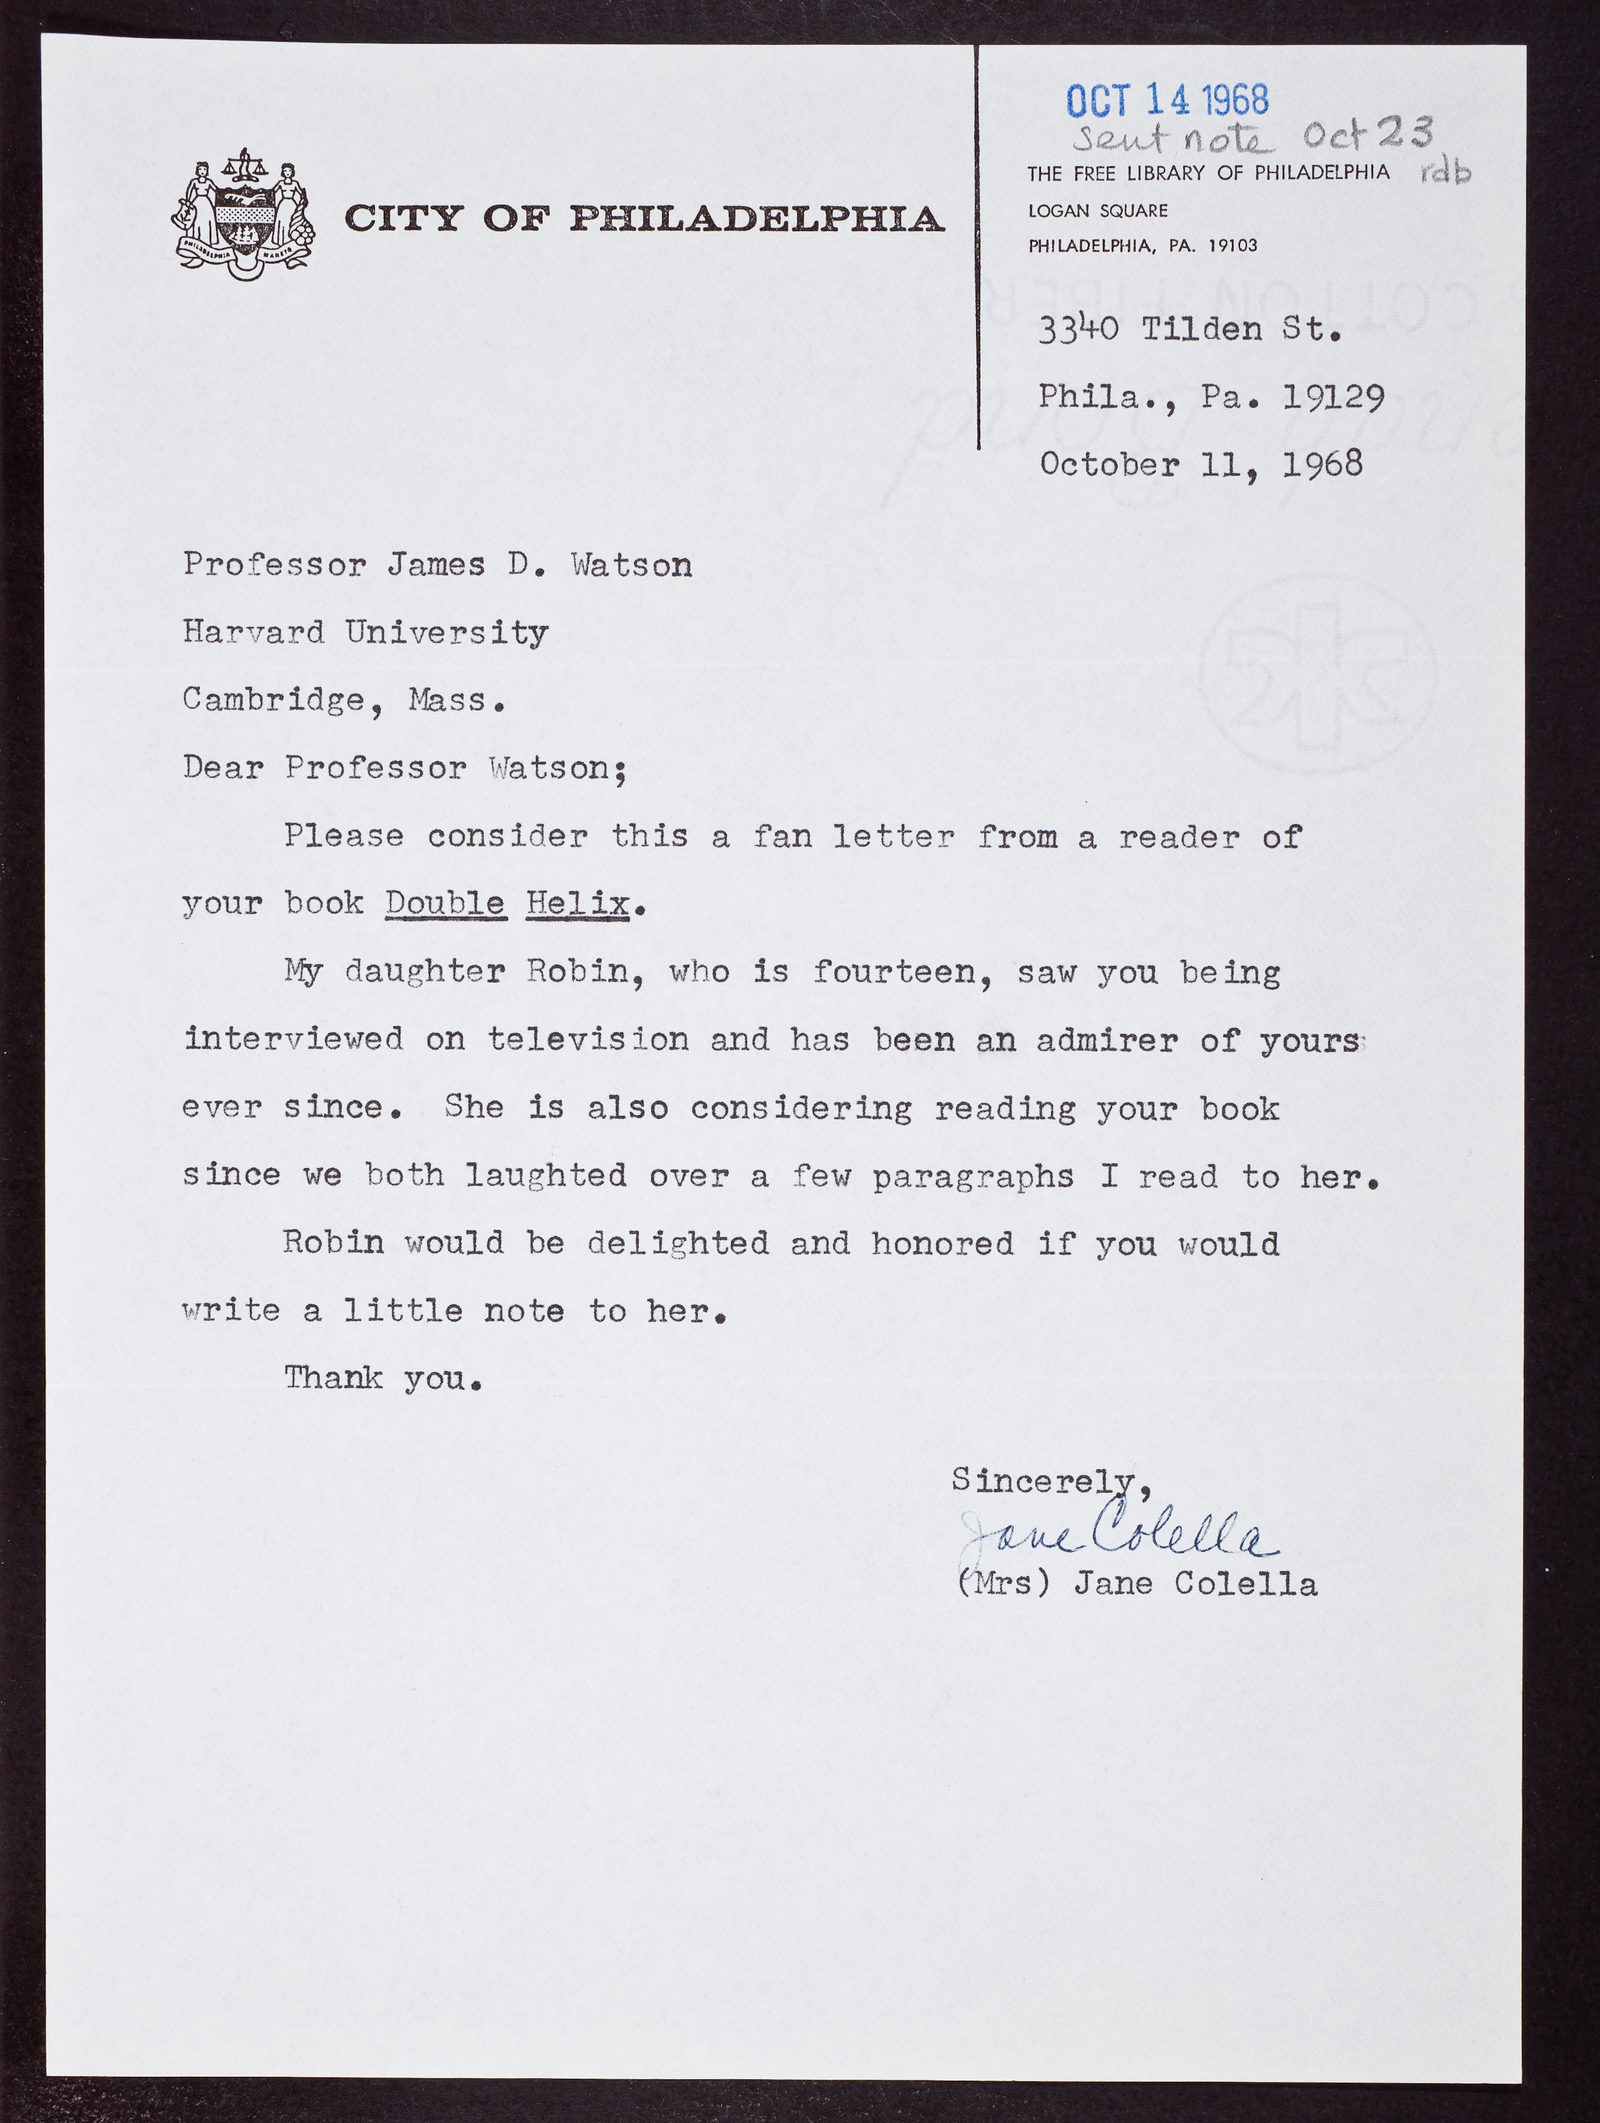 OCT 14 1968
sent note Oct 23
rdb
CITY OF PHILADELPHIA
PHILADELPHIA MANETO
THE FREE LIBRARY OF PHILADELPHIA
LOGAN SQUARE
PHILADELPHIA, PA. 19103
COTTON FIBER
3340 Tilden St.
Phila., Pa. 19129
October 11, 1968
Professor James D. Watson
Harvard University
Cambridge, Mass.
Dear Professor Watson;
Please consider this a fan letter from a reader of
your book Double Helix.
My daughter Robin, who is fourteen, saw you being
interviewed on television and has been an admirer of yours
ever since. She is also considering reading your book
since we both laughted over a few paragraphs I read to her.
Robin would be delighted and honored if you would
write a little note to her.
Thank you.
Sincerely,
Jane Colella
(Mrs) Jane Colella